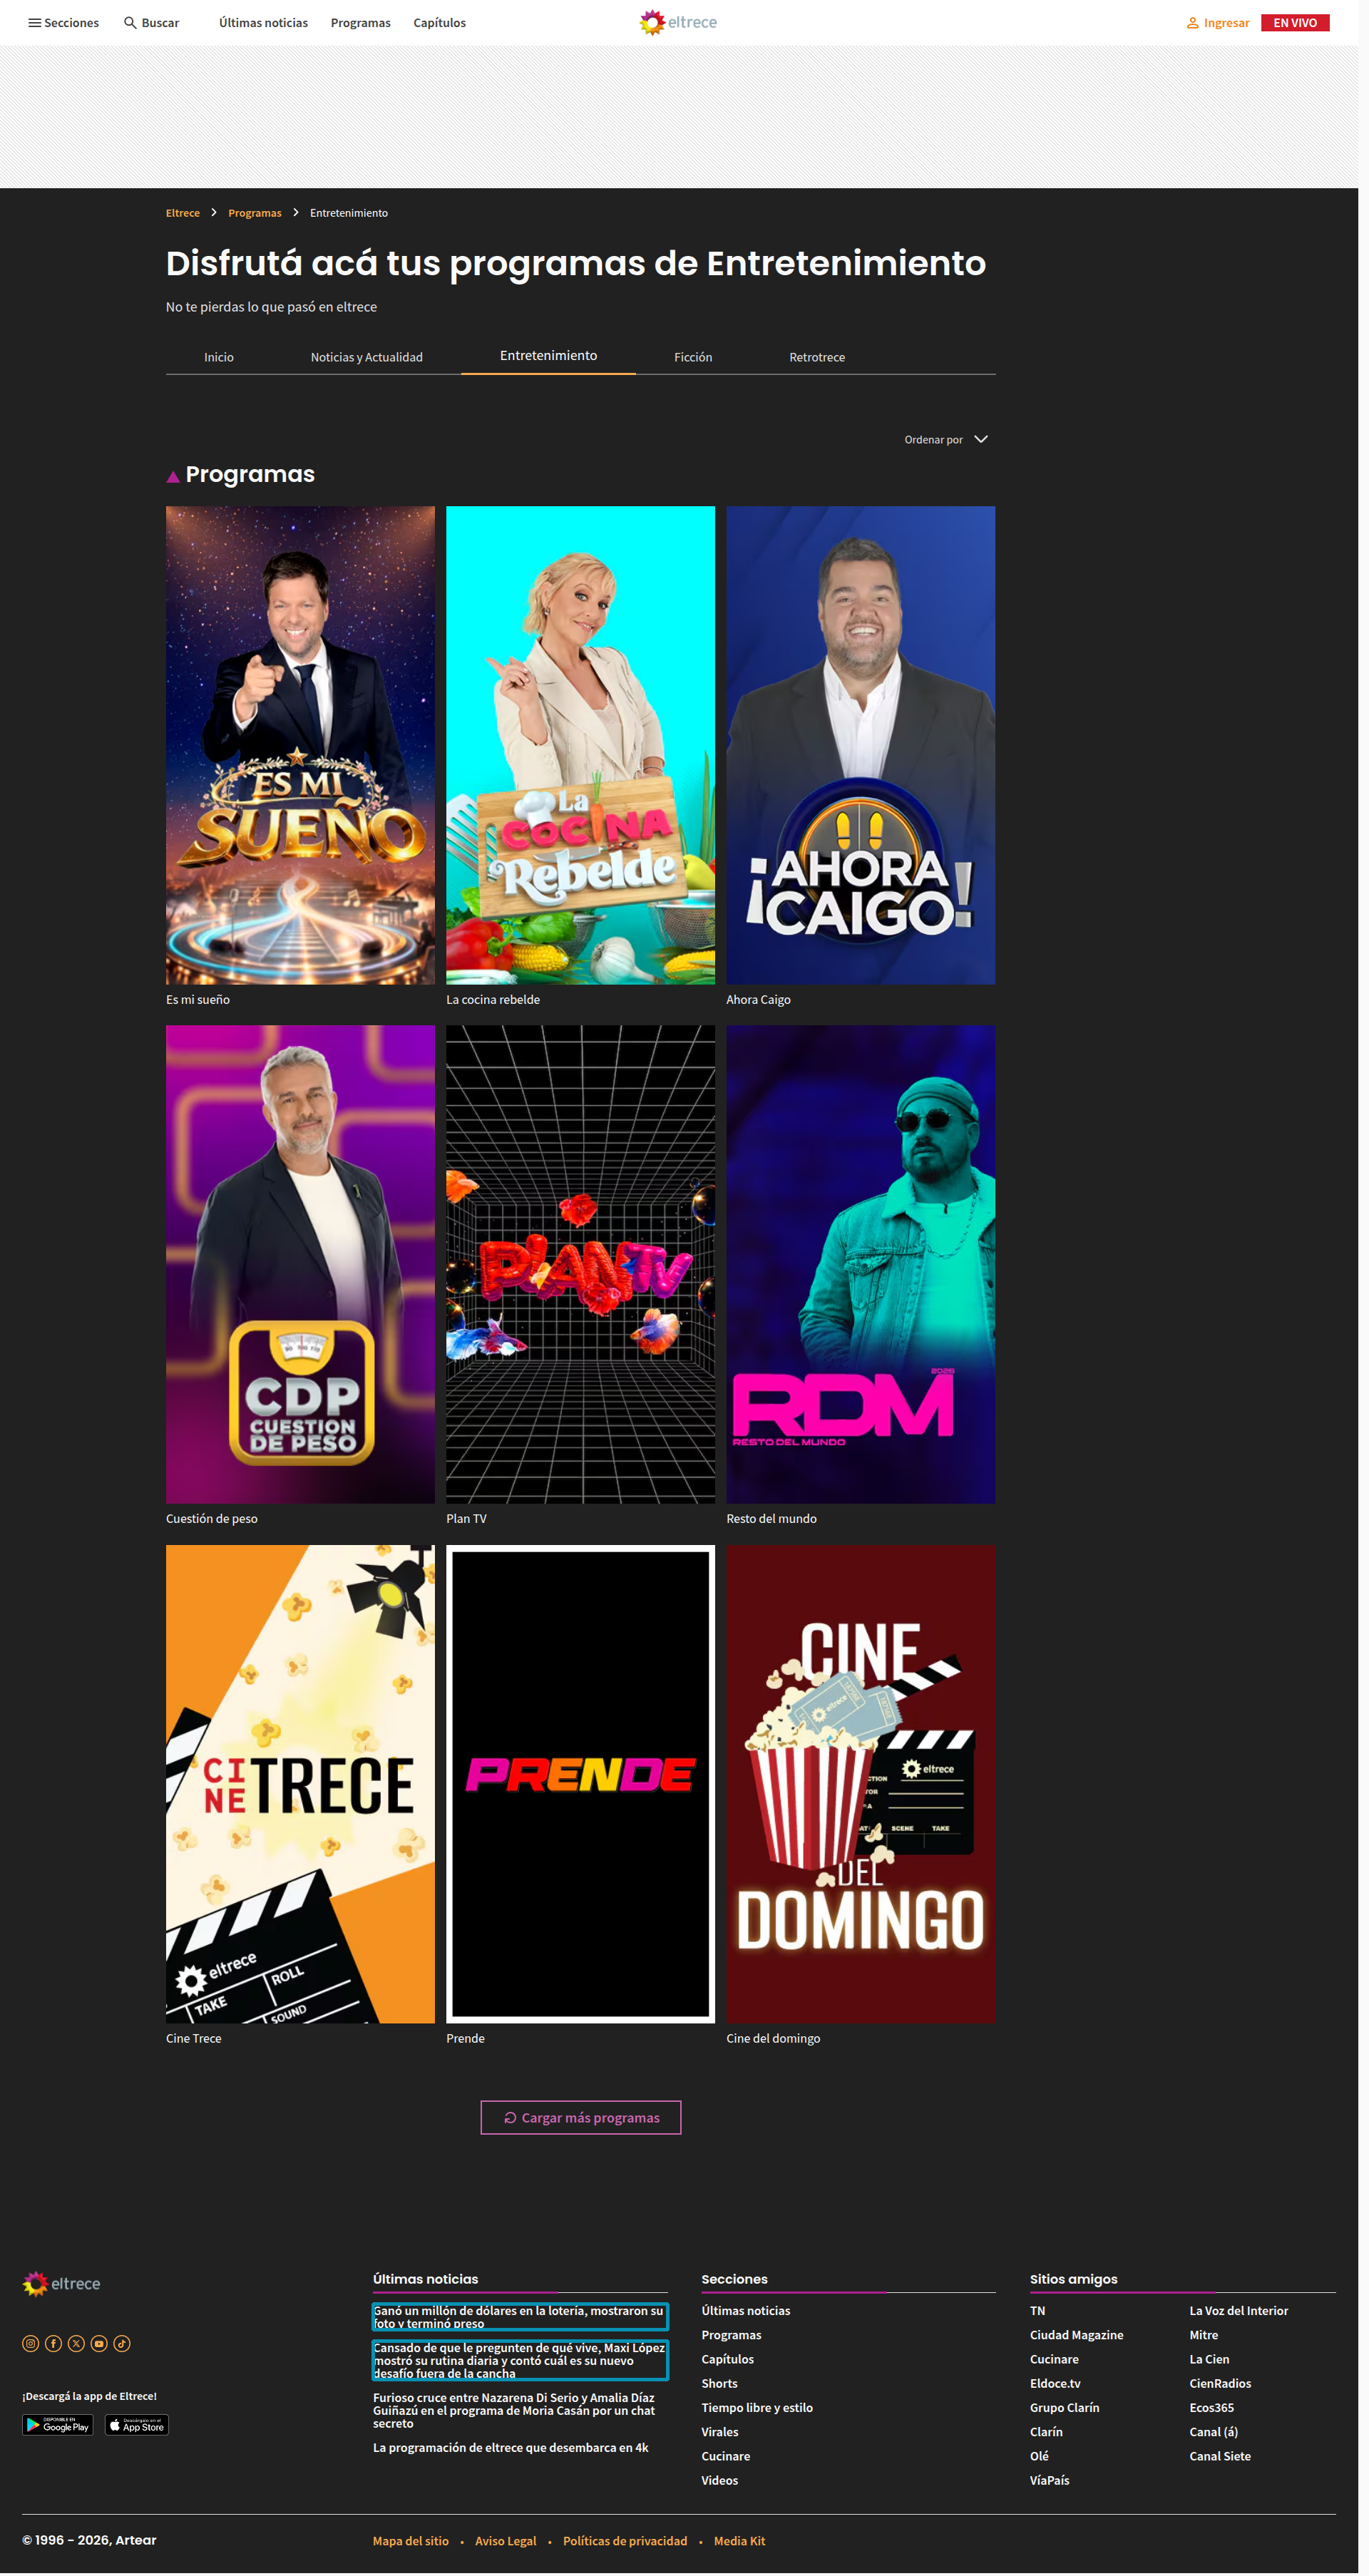 Secciones
Buscar
Últimas noticias
Programas
Capítulos
eltrece
Ingresar
EN VIVO
Eltrece
Programas
Entretenimiento
Disfrutá acá tus programas de Entretenimiento
No te pierdas lo que pasó en eltrece
Inicio
Noticias y Actualidad
Entretenimiento
Ficción
Retrotrece
Ordenar por
Programas
ES MI
SUEÑO
La
COCINA
Rebelde
¡AHORA
CAIGO!
Es mi sueño
La cocina rebelde
Ahora Caigo
CDP
CUESTION
DE PESO
PLAN TV
2026
RDM
RESTO DEL MUNDO
Cuestión de peso
Plan TV
Resto del mundo
CINE
TRECE
eltrece
TAKE
ROLL
SOUND
PRENDE
CINE
eltrece
eltrece
SCENE
TAKE
DEL
DOMINGO
Cine Trece
Prende
Cine del domingo
Cargar más programas
eltrece
¡Descargá la app de Eltrece!
DISPONIBLE EN
Google Play
Descárgalo en el
App Store
Últimas noticias
Ganó un millón de dólares en la lotería, mostraron su
foto y terminó preso
Cansado de que le pregunten de qué vive, Maxi López
mostró su rutina diaria y contó cuál es su nuevo
desafío fuera de la cancha
Furioso cruce entre Nazarena Di Serio y Amalia Díaz
Guiñazú en el programa de Moria Casán por un chat
secreto
La programación de eltrece que desembarca en 4k
Secciones
Últimas noticias
Programas
Capítulos
Shorts
Tiempo libre y estilo
Virales
Cucinare
Videos
Sitios amigos
TN
Ciudad Magazine
Cucinare
Eldoce.tv
Grupo Clarín
Clarín
Olé
VíaPaís
La Voz del Interior
Mitre
La Cien
CienRadios
Ecos365
Canal (á)
Canal Siete
© 1996 - 2026, Artear
Mapa del sitio • Aviso Legal • Políticas de privacidad • Media Kit